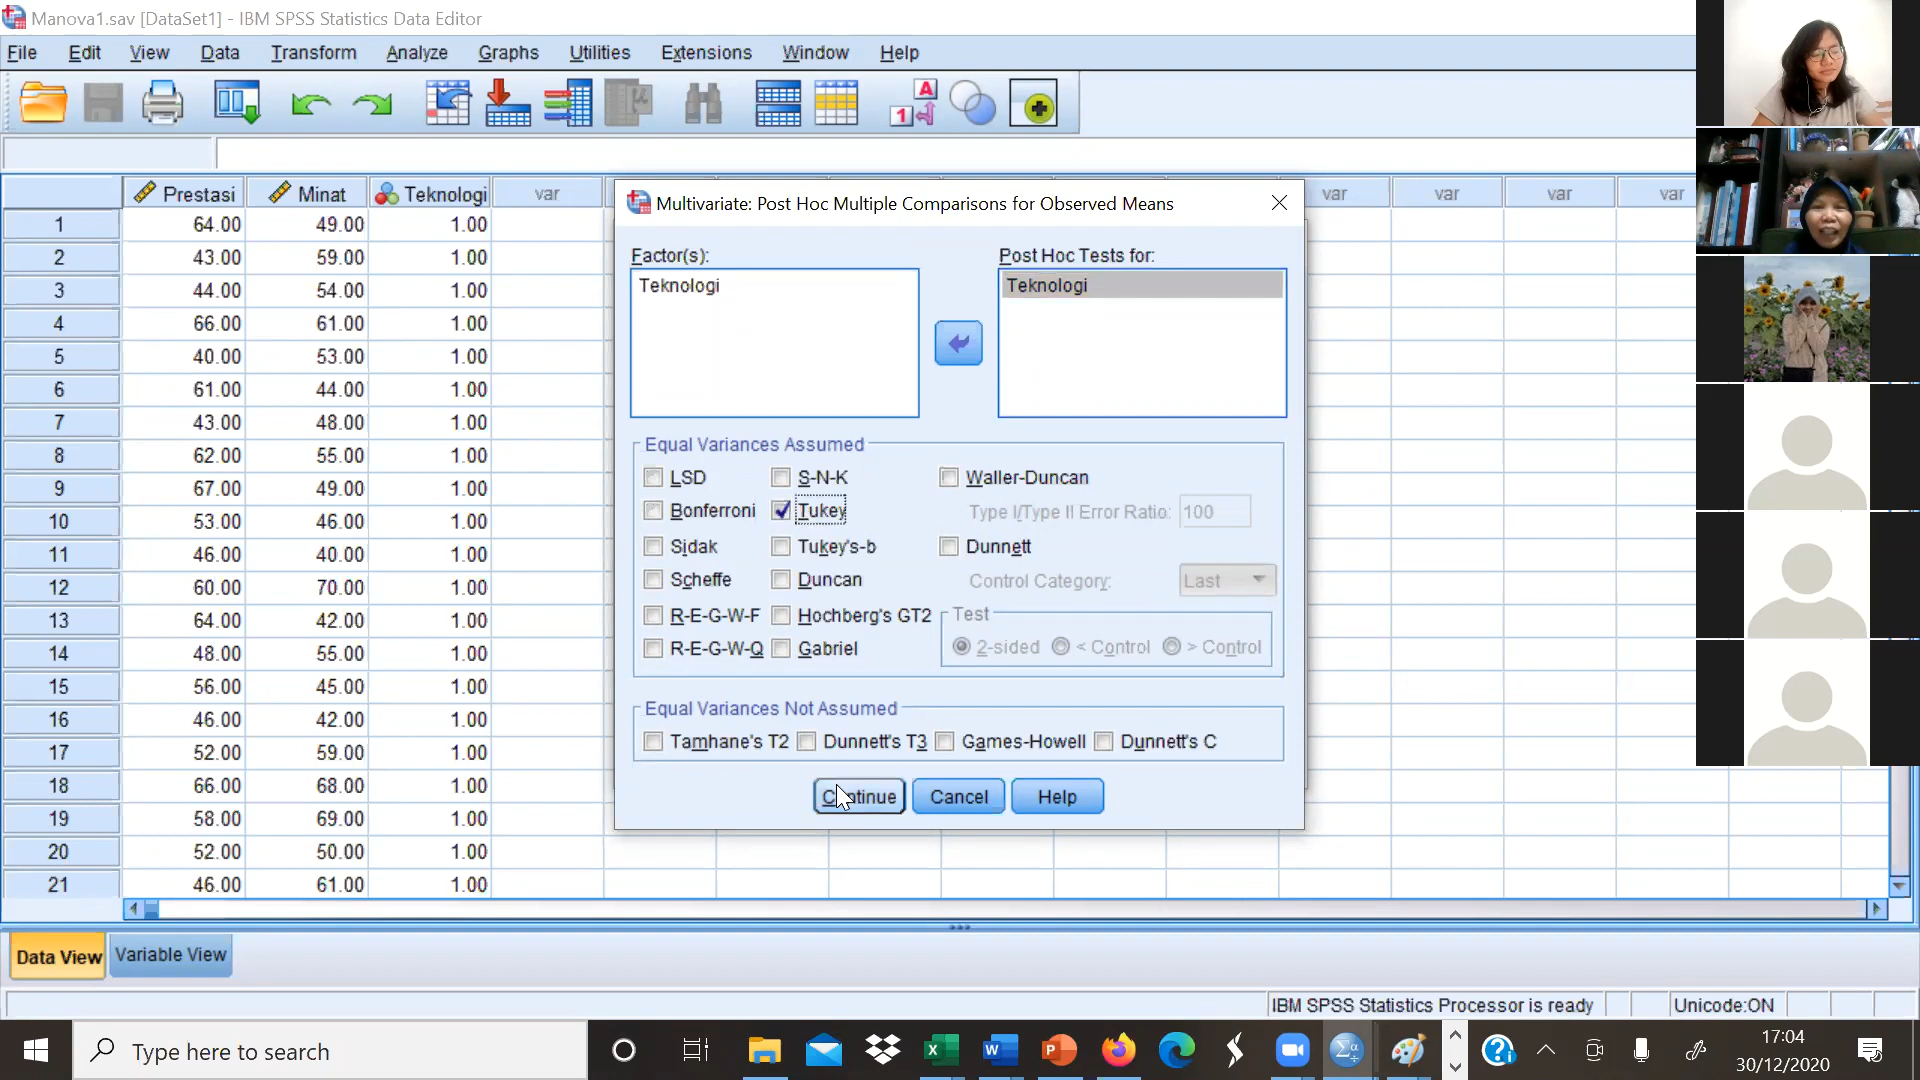 Manova1.sav [DataSet1] - IBM SPSS Statistics Data Editor
File Edit View Data Transform Analyze Graphs Utilities Extensions Window Help
Prestasi Minat Teknologi var var var var var
1 64.00 49.00 1.00
2 43.00 59.00 1.00
3 44.00 54.00 1.00
4 66.00 61.00 1.00
5 40.00 53.00 1.00
6 61.00 44.00 1.00
7 43.00 48.00 1.00
8 62.00 55.00 1.00
9 67.00 49.00 1.00
10 53.00 46.00 1.00
11 46.00 40.00 1.00
12 60.00 70.00 1.00
13 64.00 42.00 1.00
14 48.00 55.00 1.00
15 56.00 45.00 1.00
16 46.00 42.00 1.00
17 52.00 59.00 1.00
18 66.00 68.00 1.00
19 58.00 69.00 1.00
20 52.00 50.00 1.00
21 46.00 61.00 1.00
Multivariate: Post Hoc Multiple Comparisons for Observed Means
Factor(s): Post Hoc Tests for:
Teknologi Teknologi
Equal Variances Assumed
LSD S-N-K Waller-Duncan
Bonferroni Tukey Type I/Type II Error Ratio: 100
Sidak Tukey's-b Dunnett
Scheffe Duncan Control Category: Last
R-E-G-W-F Hochberg's GT2 Test
R-E-G-W-Q Gabriel 2-sided < Control > Control
Equal Variances Not Assumed
Tamhane's T2 Dunnett's T3 Games-Howell Dunnett's C
Continue Cancel Help
Data View Variable View
IBM SPSS Statistics Processor is ready Unicode:ON
Type here to search
17:04
30/12/2020